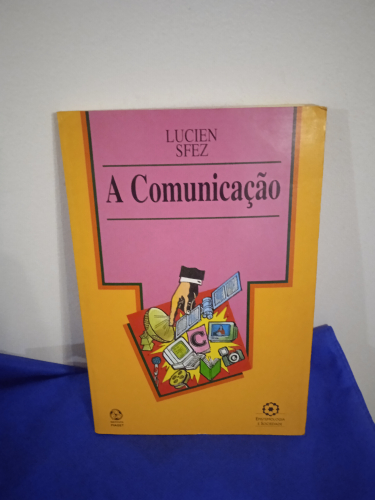 LUCIEN
SFEZ
A Comunicação
C